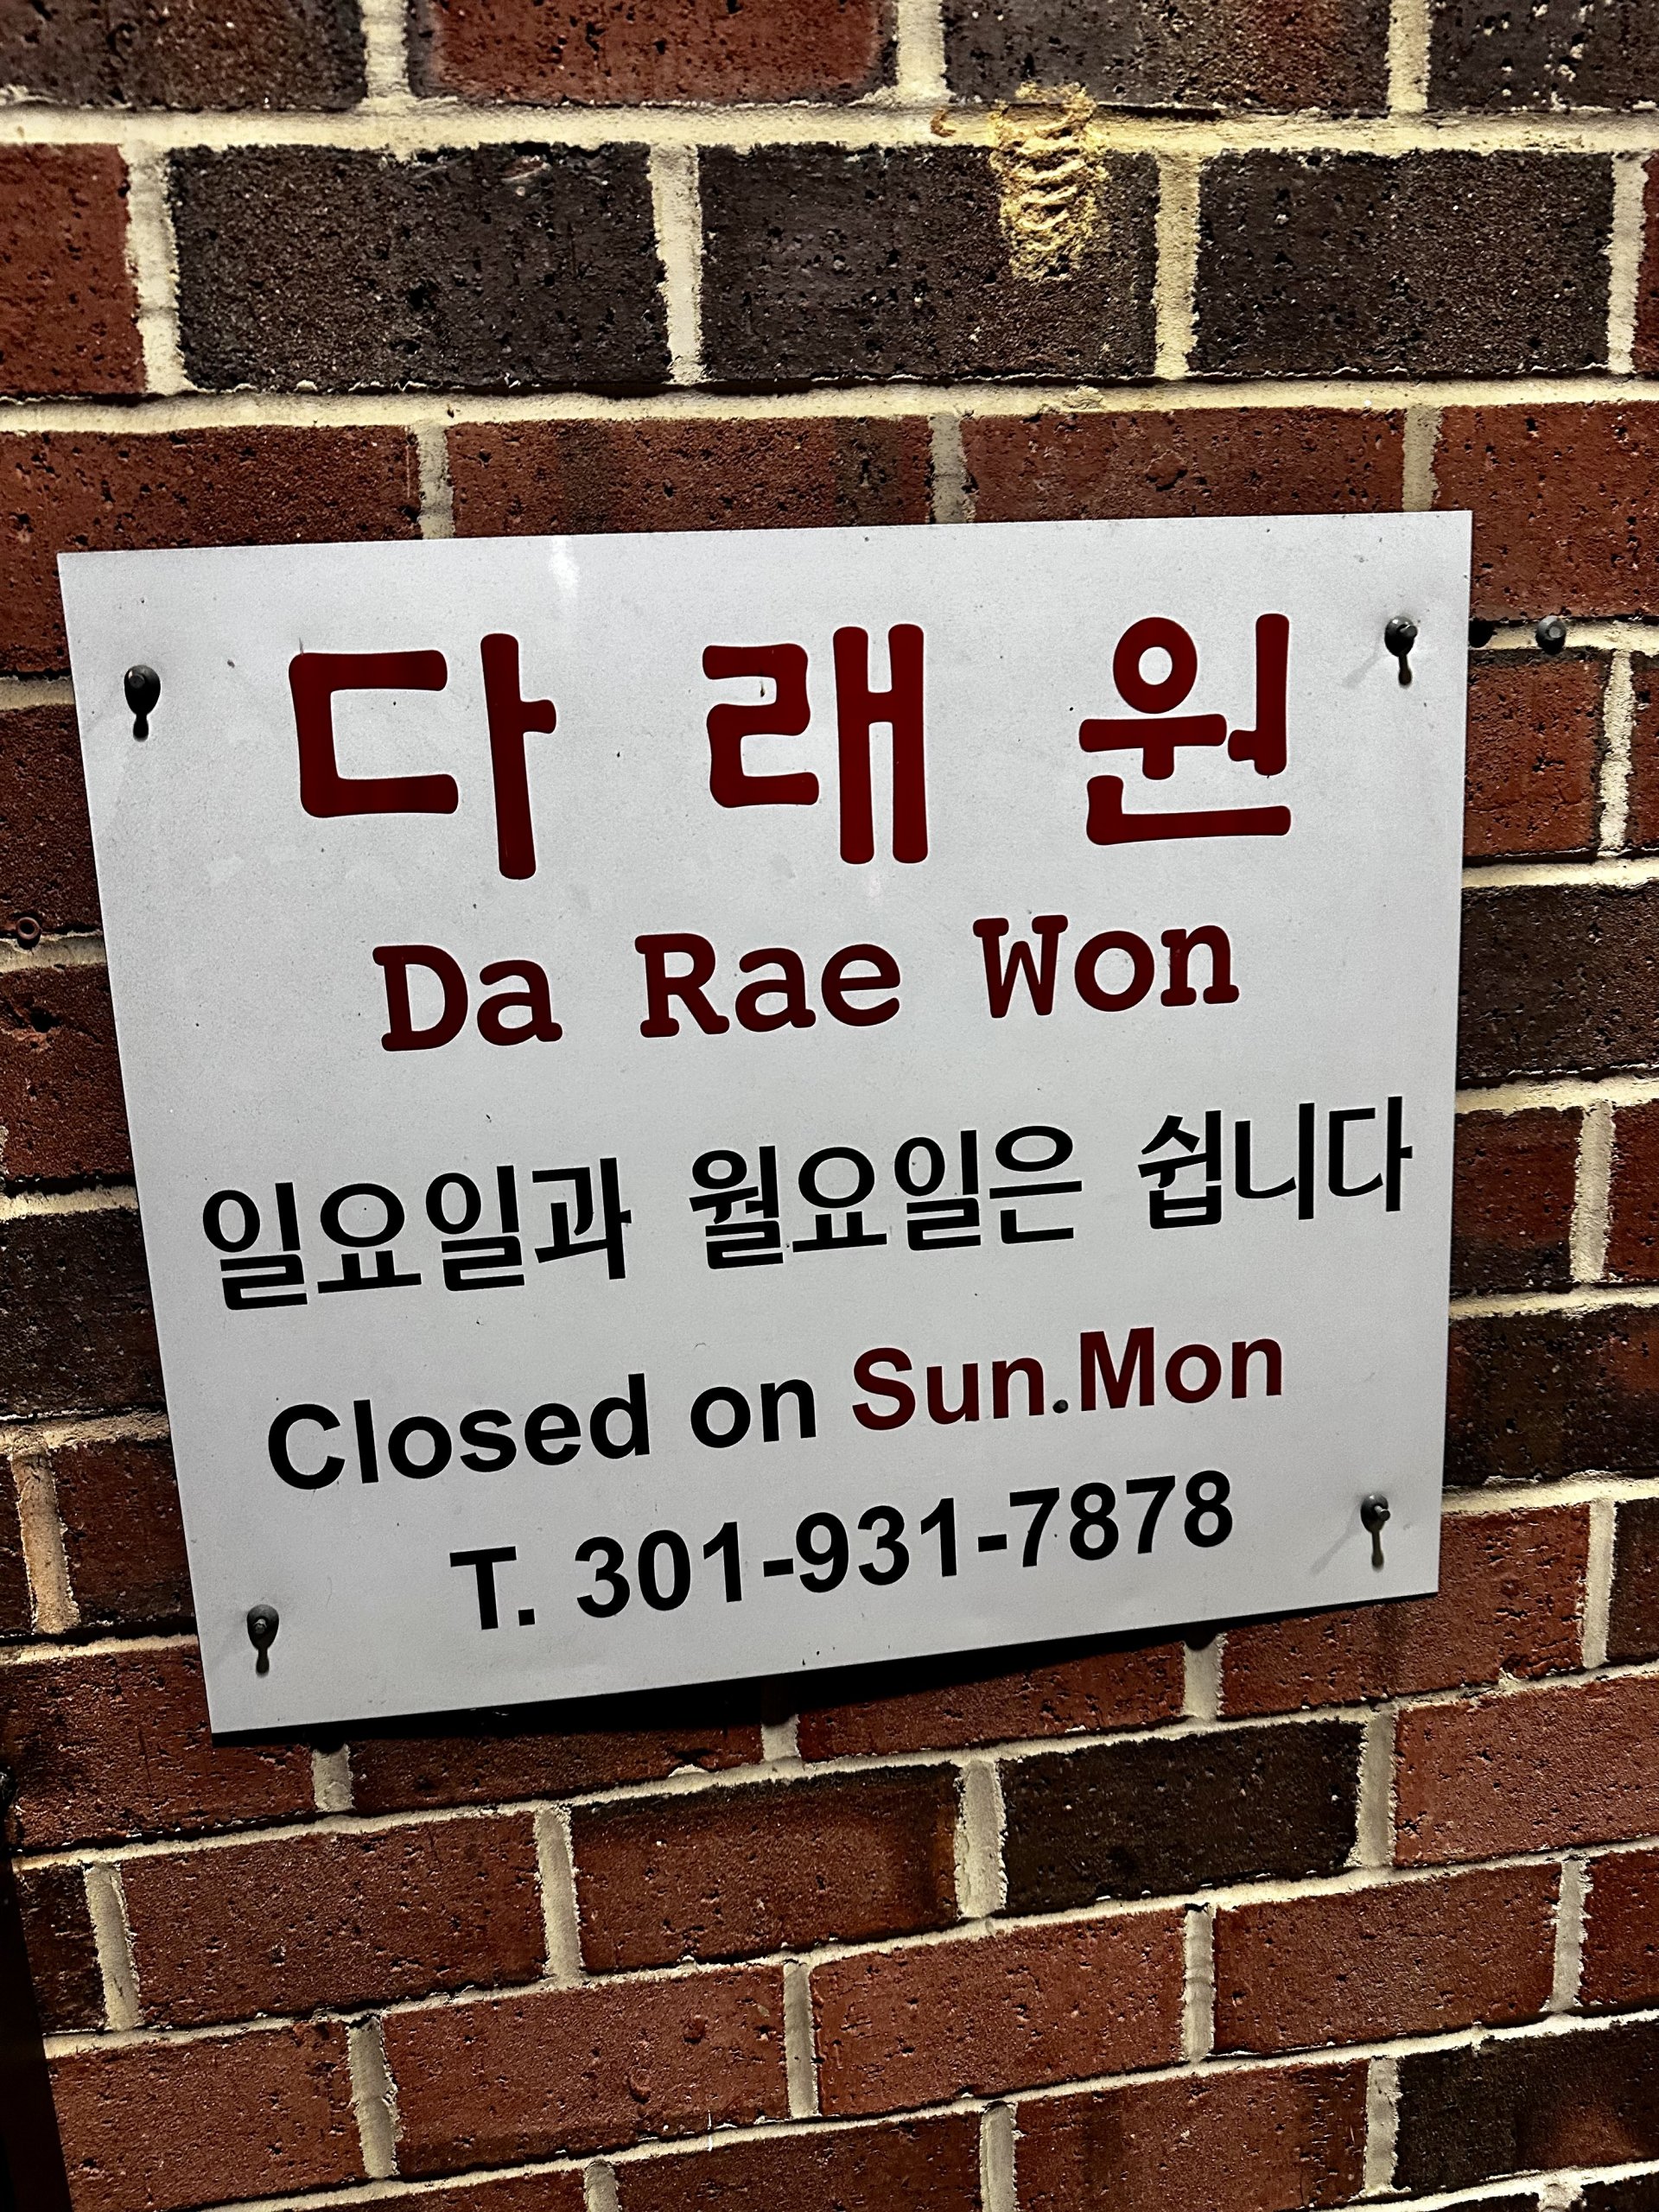 다 래 원
Da Rae Won
일요일과 월요일은 쉽니다
Closed on Sun.Mon
T. 301-931-7878